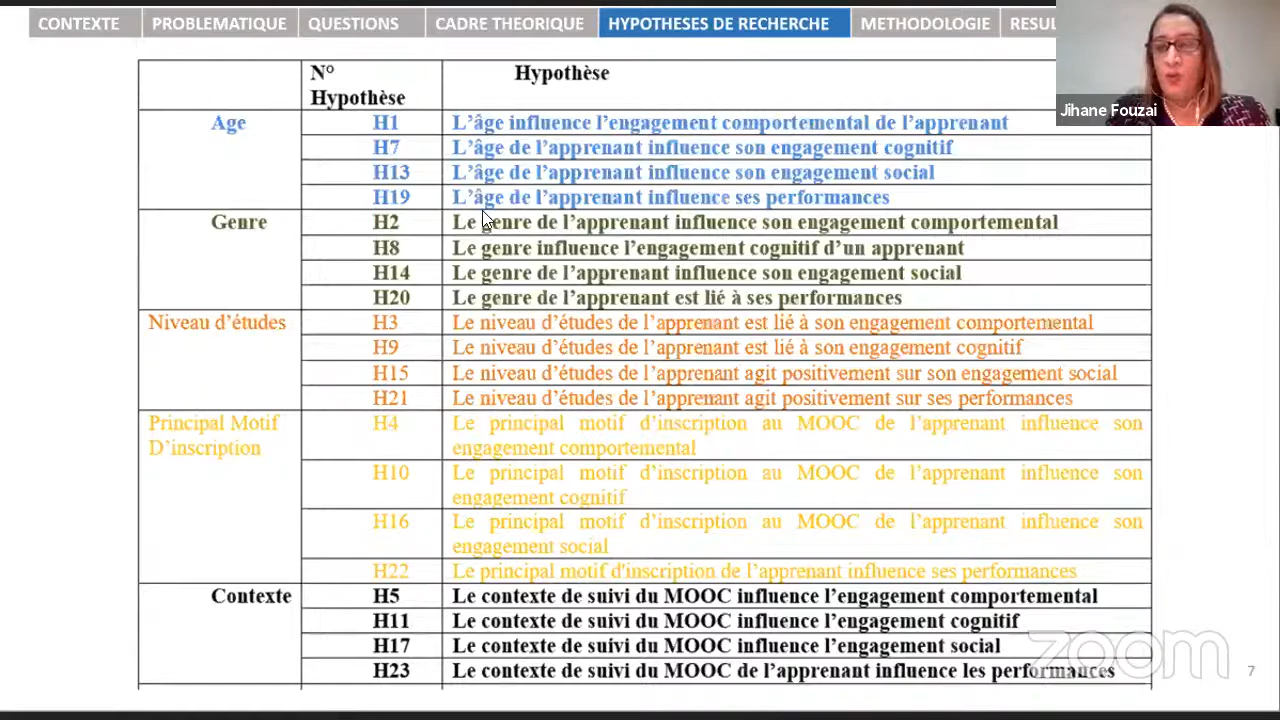 CONTEXTE PROBLEMATIQUE QUESTIONS CADRE THEORIQUE HYPOTHESES DE RECHERCHE METHODOLOGIE
Jihane Fouzai
N° Hypothèse
Hypothèse
Age
H1 L’âge influence l’engagement comportemental de l’apprenant
H7 L’âge de l’apprenant influence son engagement cognitif
H13 L’âge de l’apprenant influence son engagement social
H19 L’âge de l’apprenant influence ses performances
Genre
H2 Le genre de l’apprenant influence son engagement comportemental
H8 Le genre influence l’engagement cognitif d’un apprenant
H14 Le genre de l’apprenant influence son engagement social
H20 Le genre de l’apprenant est lié à ses performances
Niveau d’études
H3 Le niveau d’études de l’apprenant est lié à son engagement comportemental
H9 Le niveau d’études de l’apprenant est lié à son engagement cognitif
H15 Le niveau d’études de l’apprenant agit positivement sur son engagement social
H21 Le niveau d’études de l’apprenant agit positivement sur ses performances
Principal Motif
D’inscription
H4 Le principal motif d’inscription au MOOC de l’apprenant influence son
engagement comportemental
H10 Le principal motif d’inscription au MOOC de l’apprenant influence son
engagement cognitif
H16 Le principal motif d’inscription au MOOC de l’apprenant influence son
engagement social
H22 Le principal motif d'inscription de l’apprenant influence ses performances
Contexte
H5 Le contexte de suivi du MOOC influence l’engagement comportemental
H11 Le contexte de suivi du MOOC influence l’engagement cognitif
H17 Le contexte de suivi du MOOC influence l’engagement social
H23 Le contexte de suivi du MOOC de l’apprenant influence les performances
zoom
7